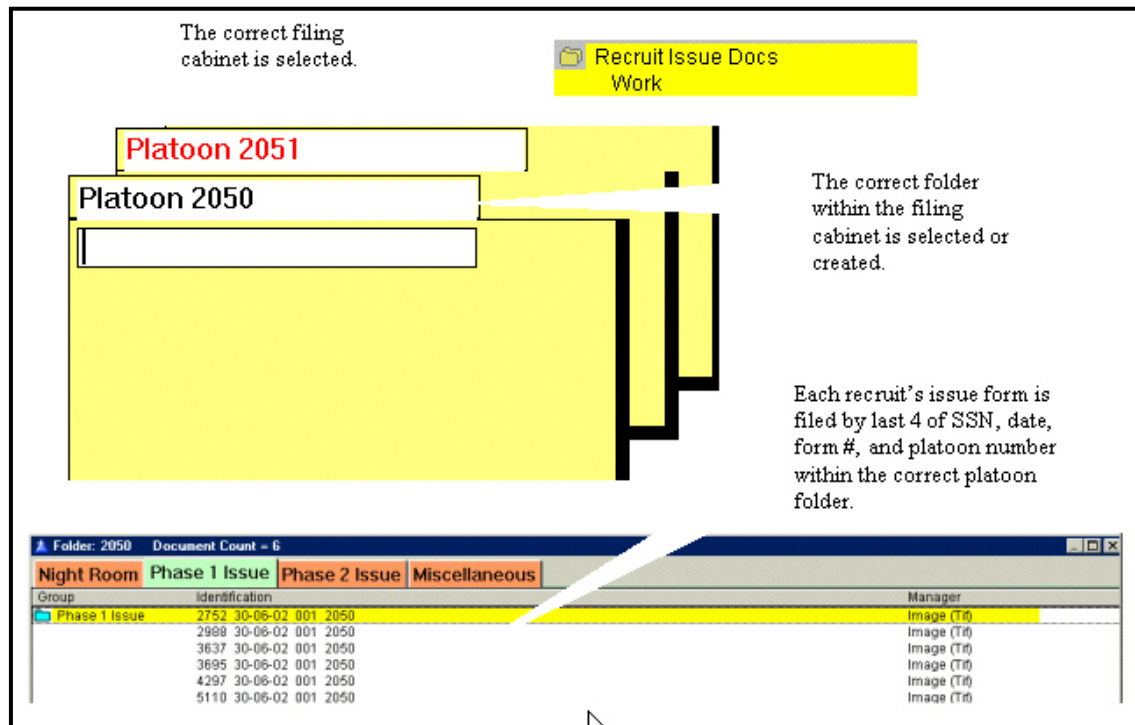 The correct filing
cabinet is selected.
Recruit Issue Docs
Work
Platoon 2051
Platoon 2050
The correct folder
within the filing
cabinet is selected or
created.
Each recruit's issue form is
filed by last 4 of SSN, date,
form #, and platoon number
within the correct platoon
folder.
Folder: 2050 Document Count = 6
Night Room Phase 1 Issue Phase 2 Issue Miscellaneous
Group Identification Manager
Phase 1 Issue 2752 30-06-02 001 2050 Image (Tif)
2988 30-06-02 001 2050 Image (Tif)
3637 30-06-02 001 2050 Image (Tif)
3695 30-06-02 001 2050 Image (Tif)
4297 30-06-02 001 2050 Image (Tif)
5110 30-06-02 001 2050 Image (Tif)